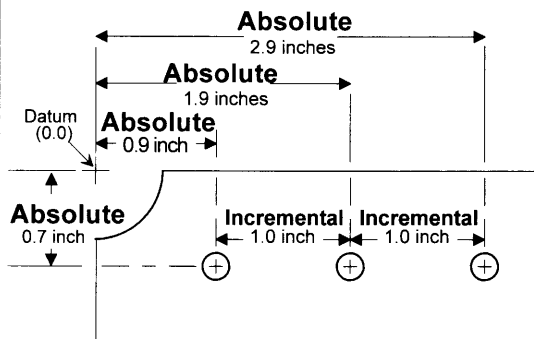 Absolute
2.9 inches
Absolute
1.9 inches
Datum
(0.0)
Absolute
0.9 inch
Absolute
0.7 inch
Incremental
1.0 inch
Incremental
1.0 inch